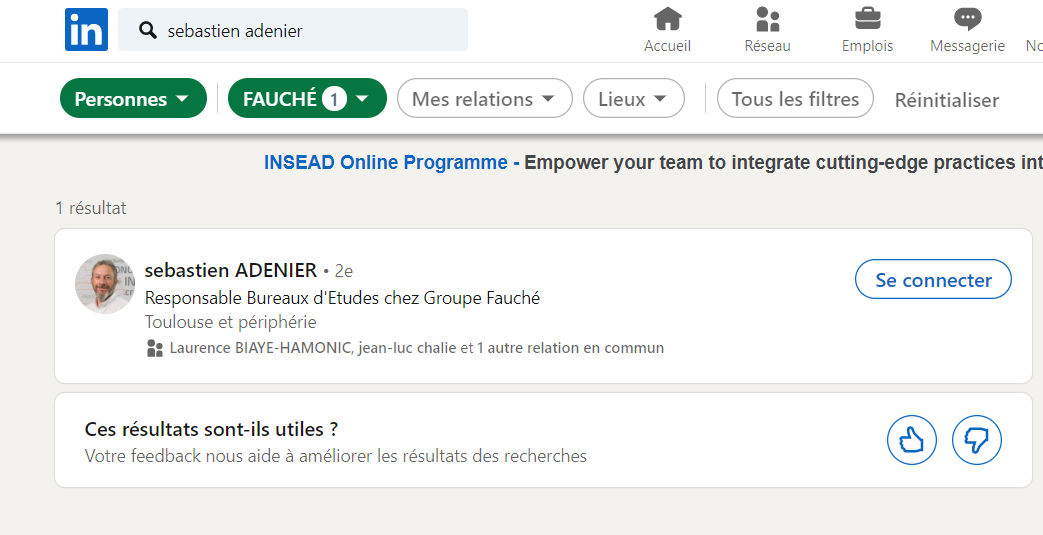 in
sebastien adenier
Accueil
Réseau
Emplois
Messagerie
No
Personnes
FAUCHÉ 1
Mes relations
Lieux
Tous les filtres
Réinitialiser
INSEAD Online Programme - Empower your team to integrate cutting-edge practices int
1 résultat
sebastien ADENIER • 2e
Se connecter
Responsable Bureaux d'Etudes chez Groupe Fauché
Toulouse et périphérie
Laurence BIAYE-HAMONIC, jean-luc chalie et 1 autre relation en commun
Ces résultats sont-ils utiles ?
Votre feedback nous aide à améliorer les résultats des recherches